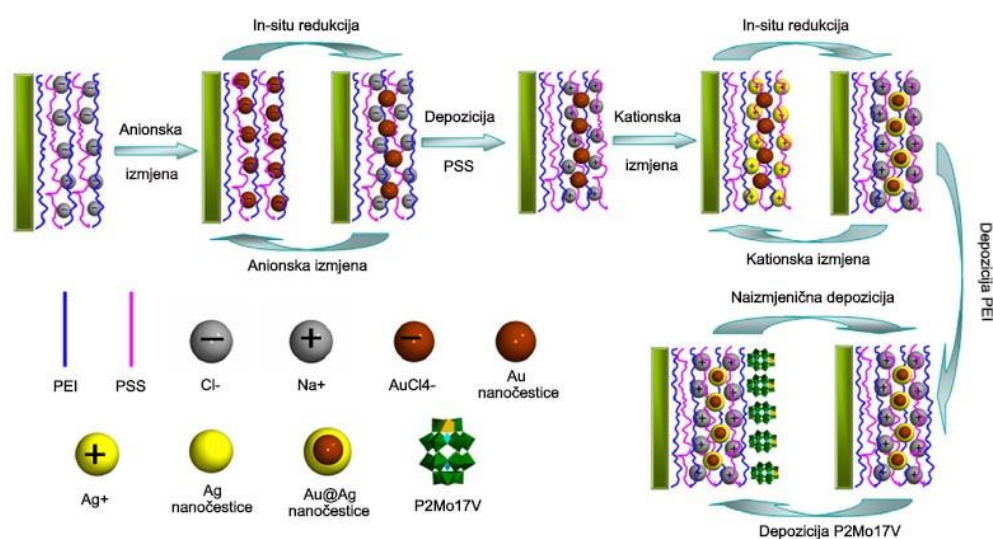 In-situ redukcija
In-situ redukcija
Anionska
izmjena
Depozicija
PSS
Kationska
izmjena
Anionska izmjena
Kationska izmjena
Depozicija PEI
Naizmjenična depozicija
PEI
PSS
Cl-
Na+
AuCl4-
Au
nanočestice
Ag+
Ag
nanočestice
Au@Ag
nanočestice
P2Mo17V
Depozicija P2Mo17V